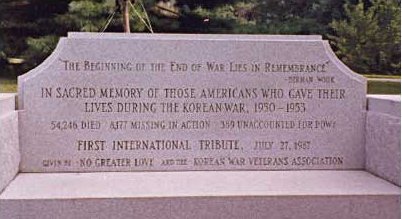 "The Beginning of the End of War Lies in Remembrance"
-Herman Wouk
In Sacred Memory of Those Americans Who Gave Their
Lives During the Korean War, 1950 - 1953
54,246 Died 8,177 Missing in Action 389 Unaccounted for POWs
First International Tribute, July 27, 1987
Given by No Greater Love and the Korean War Veterans Association